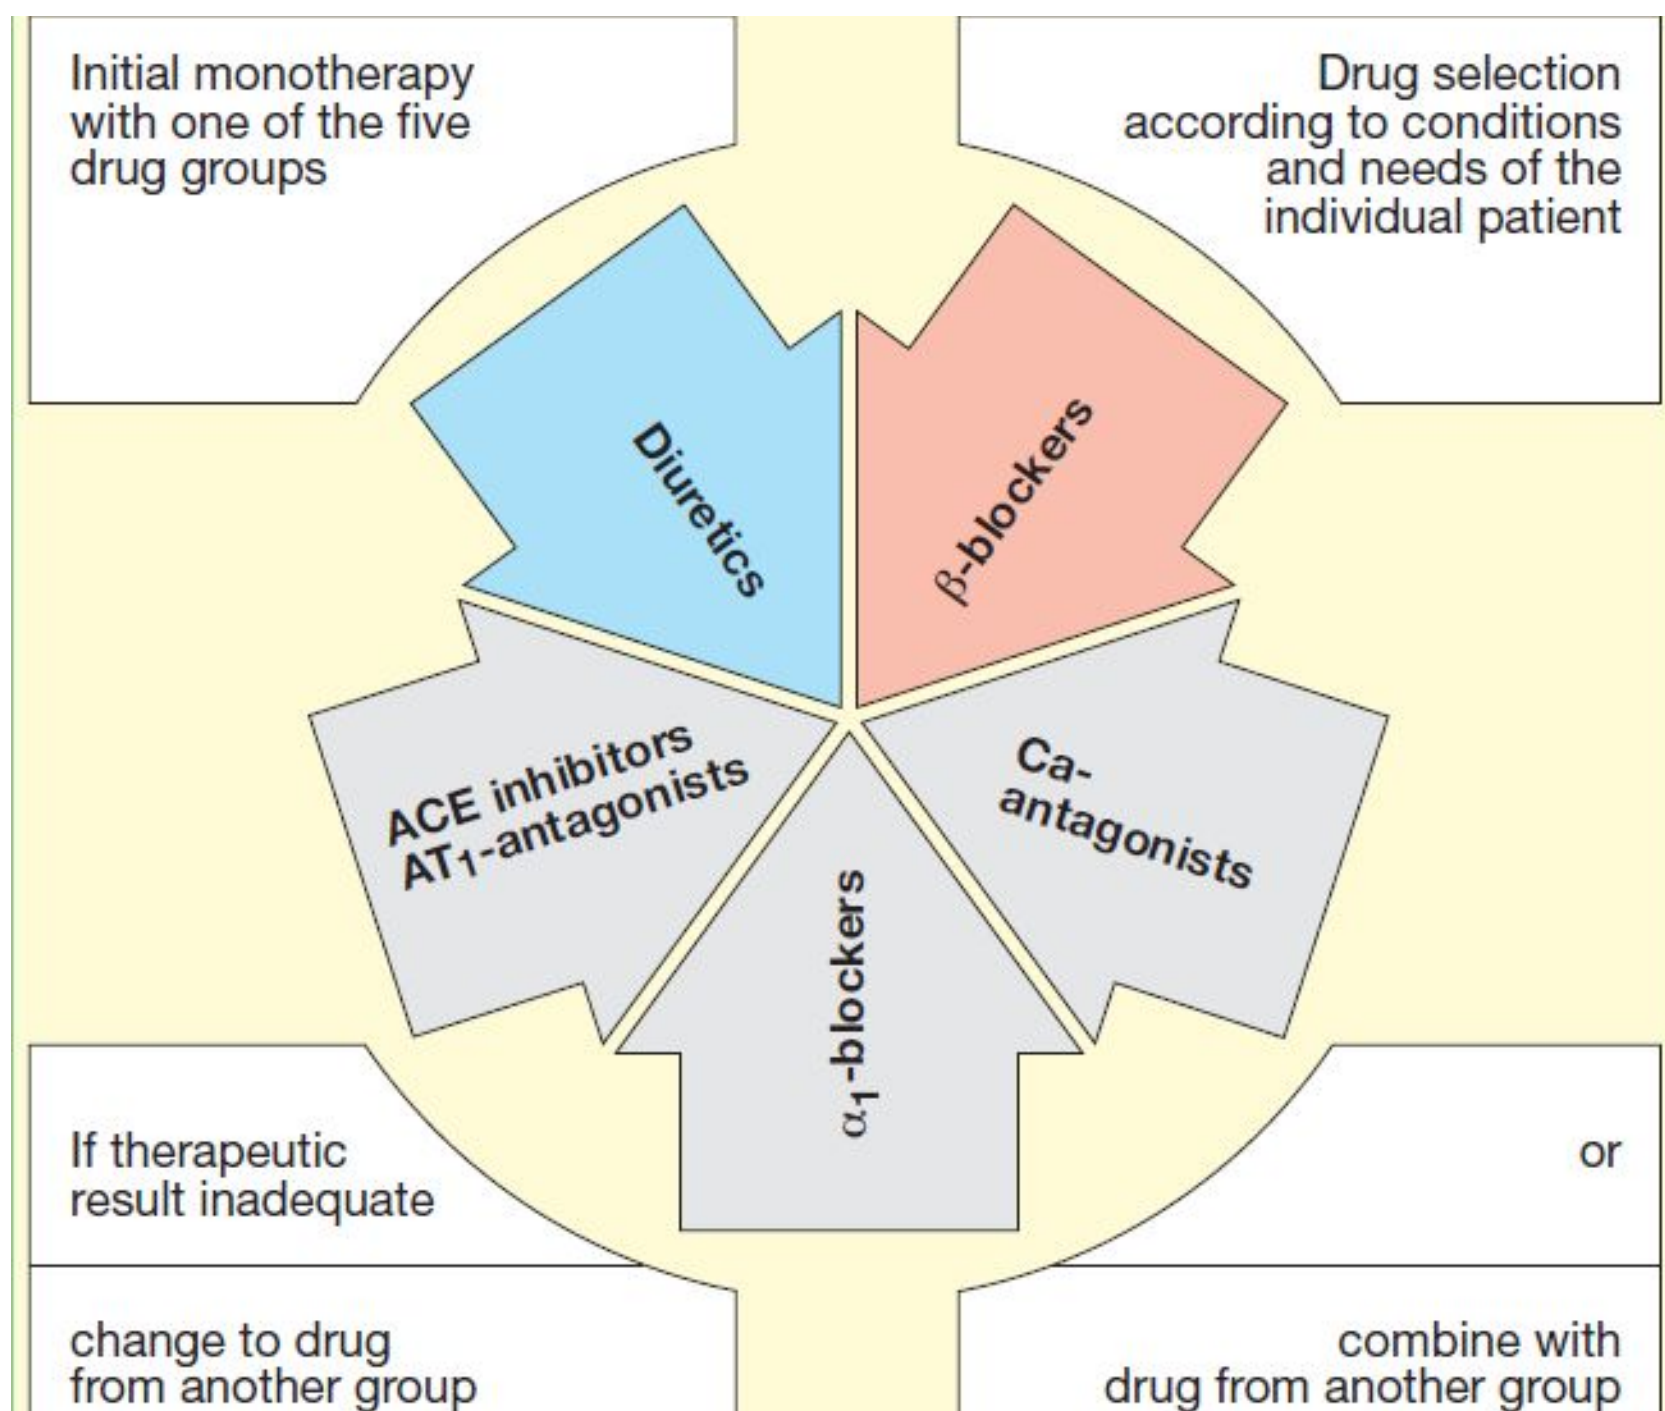 Initial monotherapy
with one of the five
drug groups
Drug selection
according to conditions
and needs of the
individual patient
Diuretics
β-blockers
ACE inhibitors
AT₁-antagonists
Ca-
antagonists
α₁-blockers
If therapeutic
result inadequate
or
change to drug
from another group
combine with
drug from another group